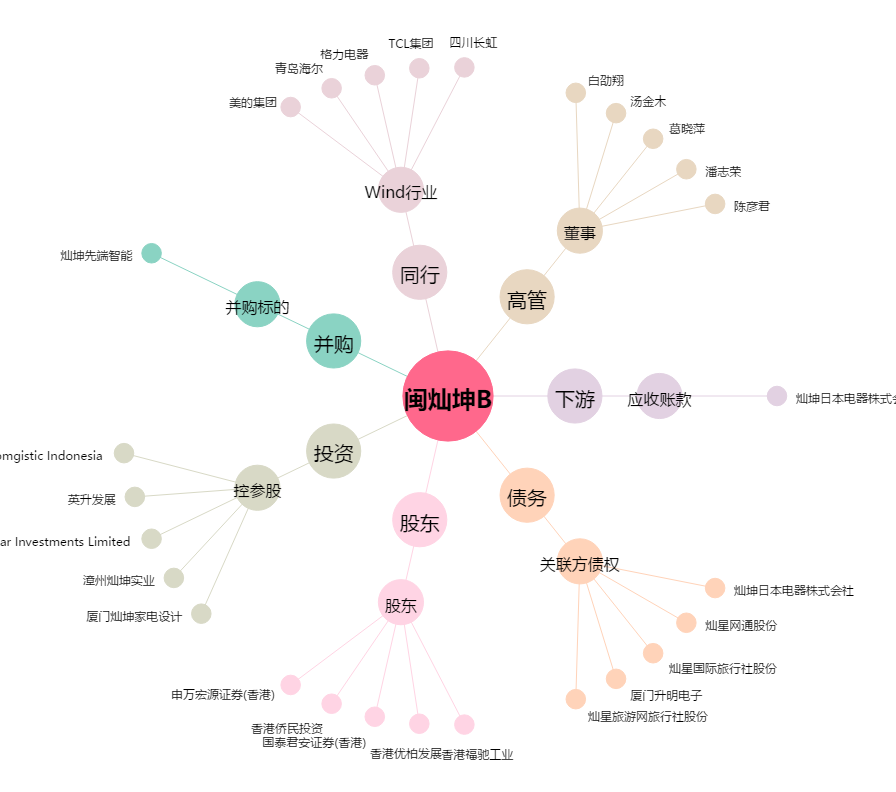 TCL集团
四川长虹
格力电器
青岛海尔
美的集团
白劭翔
汤金木
葛晓萍
潘志荣
陈彦君
Wind行业
董事
灿坤先端智能
同行
高管
并购标的
并购
闽灿坤B
下游
应收账款
灿坤日本电器株式
投资
控参股
omgistic Indonesia
英升发展
ar Investments Limited
漳州灿坤实业
厦门灿坤家电设计
股东
债务
关联方债权
灿坤日本电器株式会社
灿星网通股份
灿星国际旅行社股份
厦门升明电子
灿星旅游网旅行社股份
股东
申万宏源证券(香港)
香港侨民投资
国泰君安证券(香港)
香港优柏发展
香港福驰工业